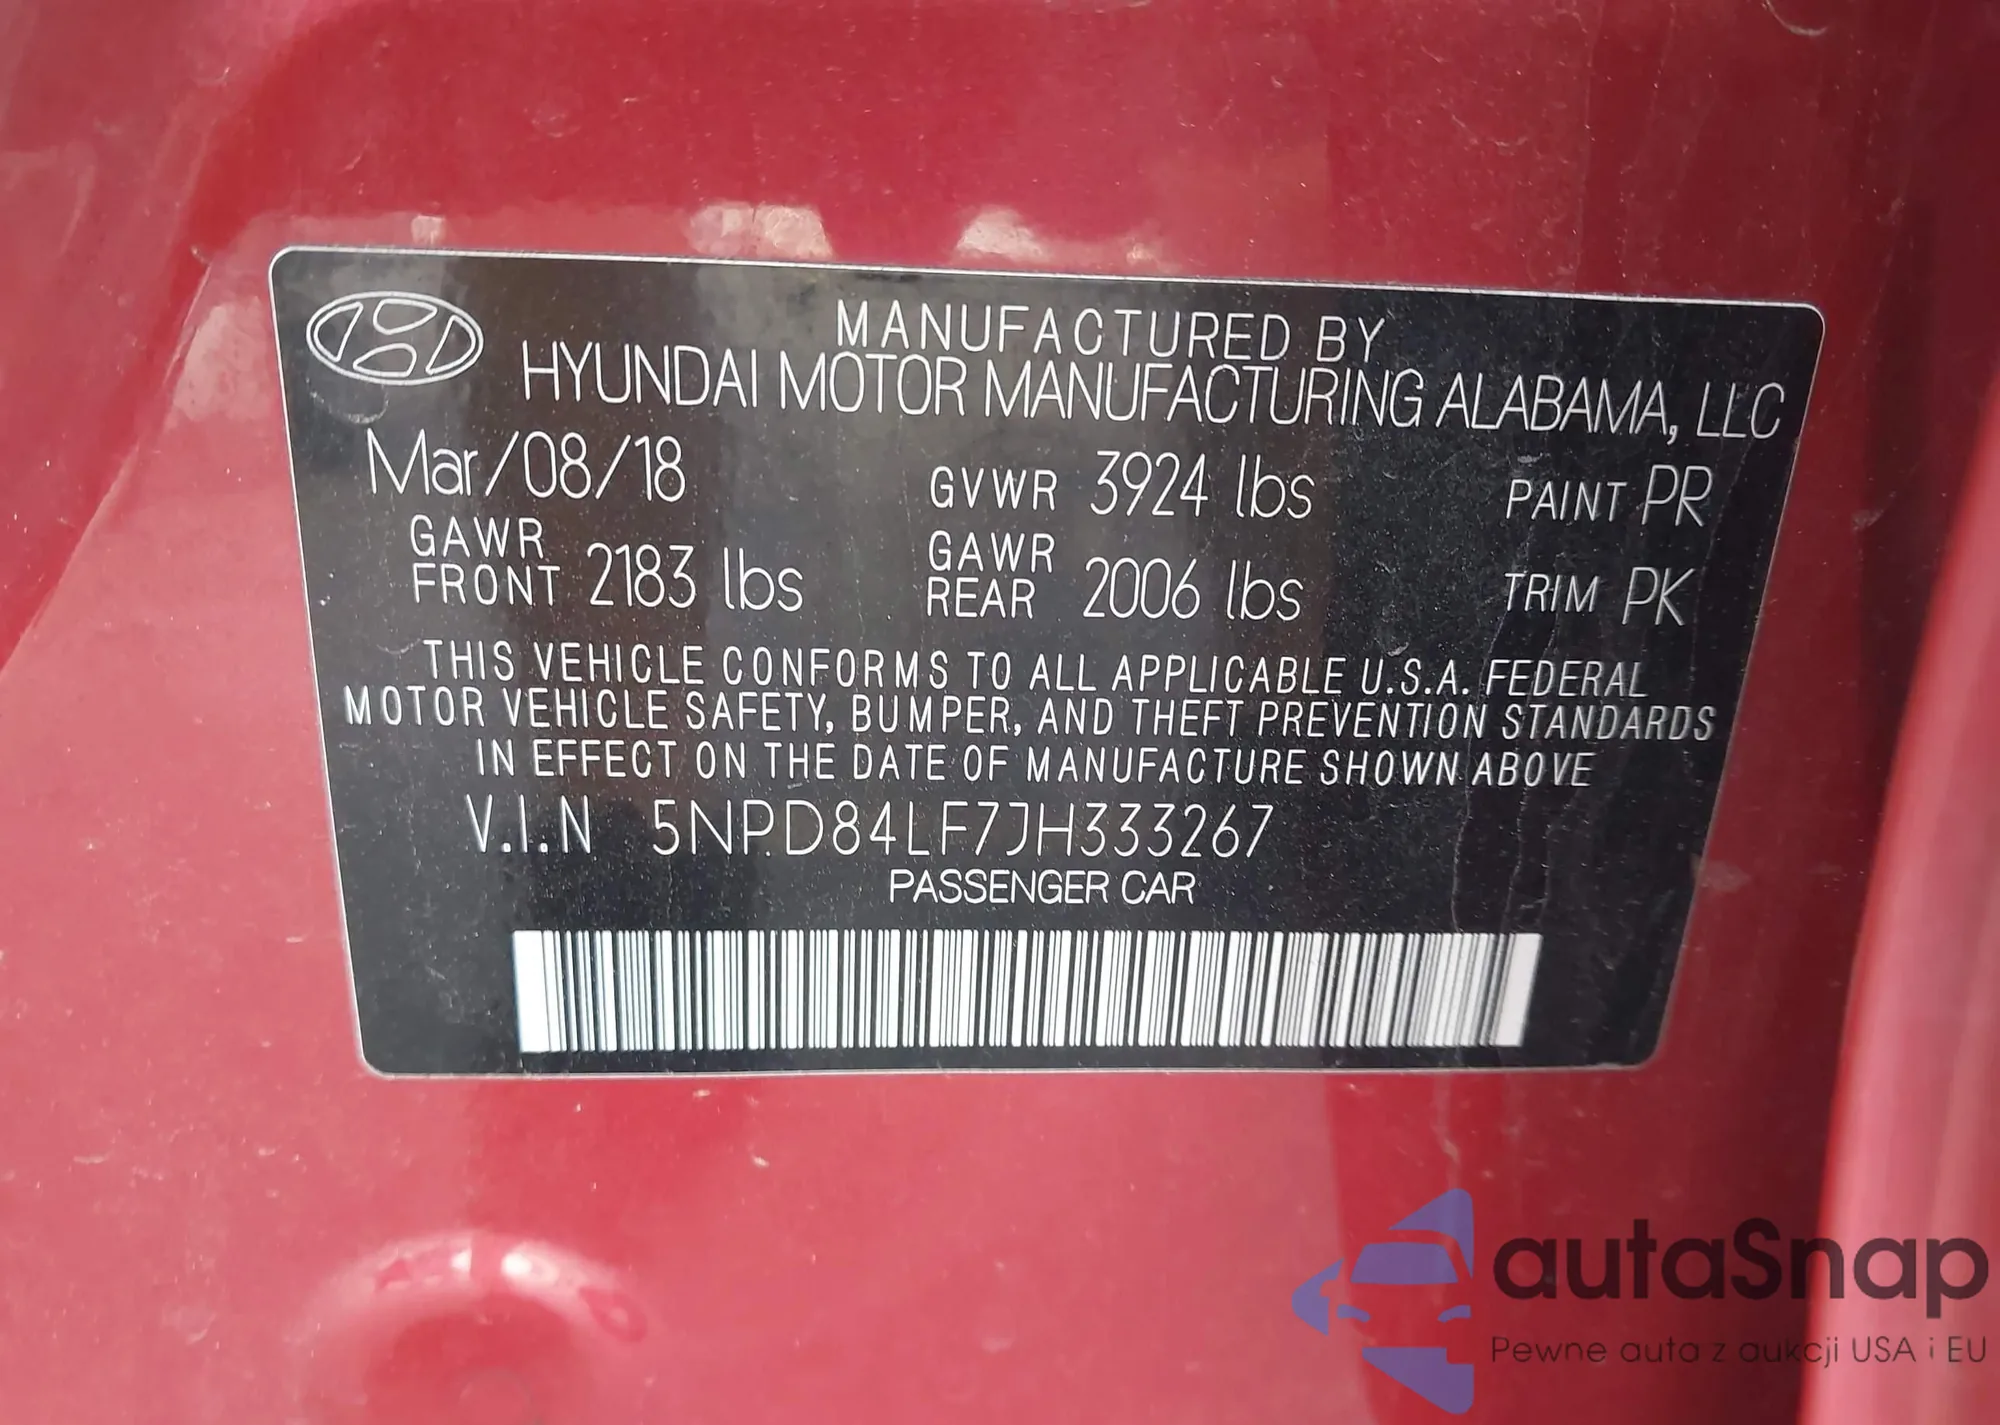 MANUFACTURED BY
HYUNDAI MOTOR MANUFACTURING ALABAMA, LLC
Mar/08/18 GVWR 3924 lbs PAINT PR
GAWR FRONT 2183 lbs GAWR REAR 2006 lbs TRIM PK
THIS VEHICLE CONFORMS TO ALL APPLICABLE U.S.A. FEDERAL
MOTOR VEHICLE SAFETY, BUMPER, AND THEFT PREVENTION STANDARDS
IN EFFECT ON THE DATE OF MANUFACTURE SHOWN ABOVE
V.I.N 5NPD84LF7JH333267
PASSENGER CAR
autaSnap
Pewne auta z aukcji USA i EU